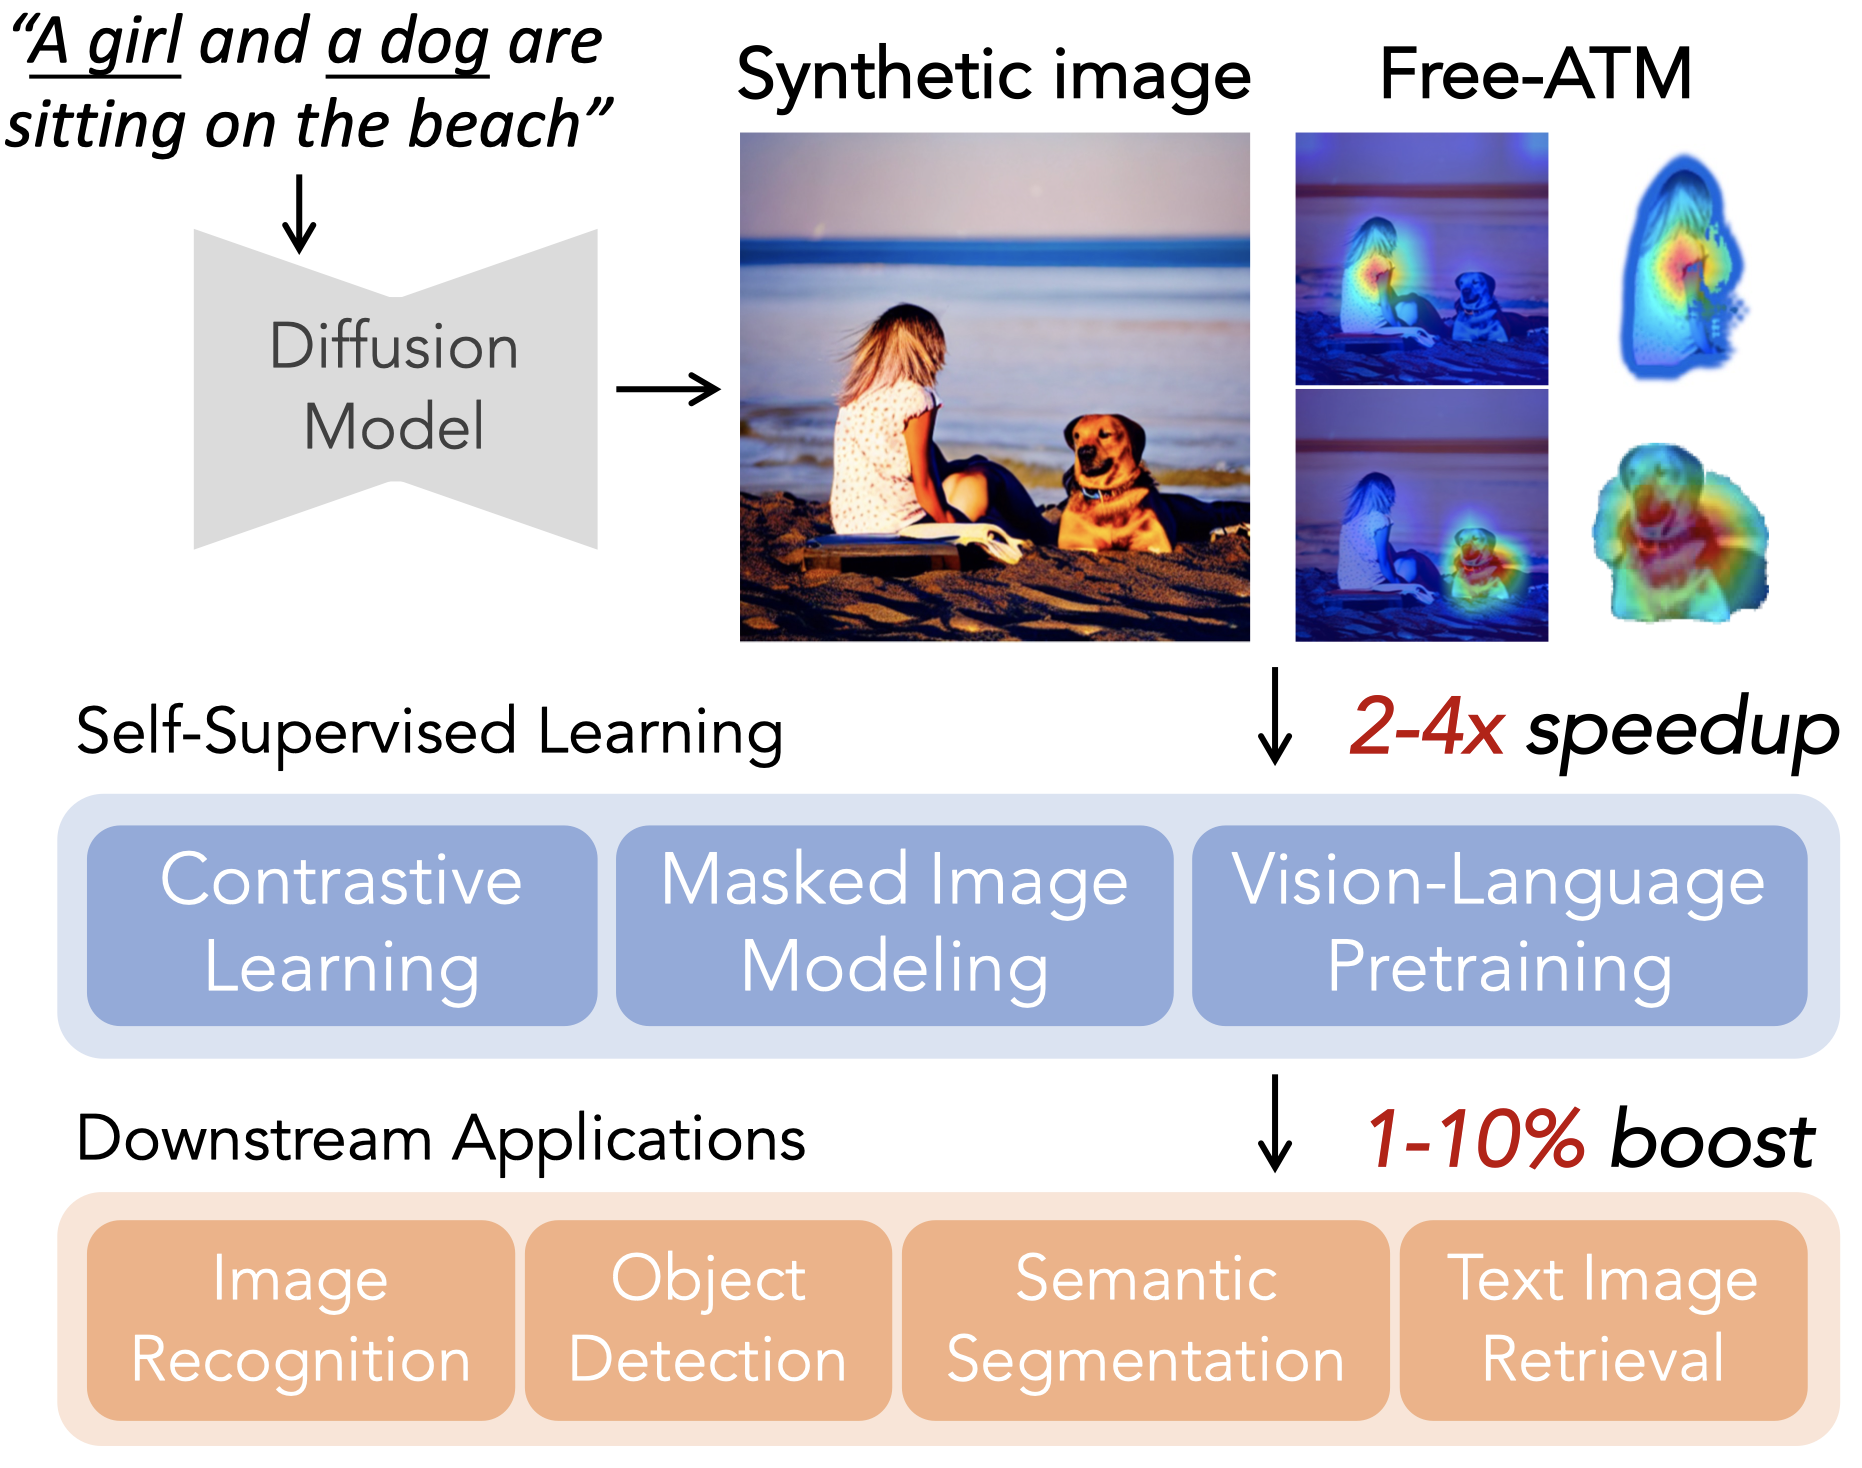 “A girl and a dog are
sitting on the beach”
Synthetic image
Free-ATM
Diffusion
Model
2-4x speedup
Self-Supervised Learning
Contrastive
Learning
Masked Image
Modeling
Vision-Language
Pretraining
1-10% boost
Downstream Applications
Image
Recognition
Object
Detection
Semantic
Segmentation
Text Image
Retrieval